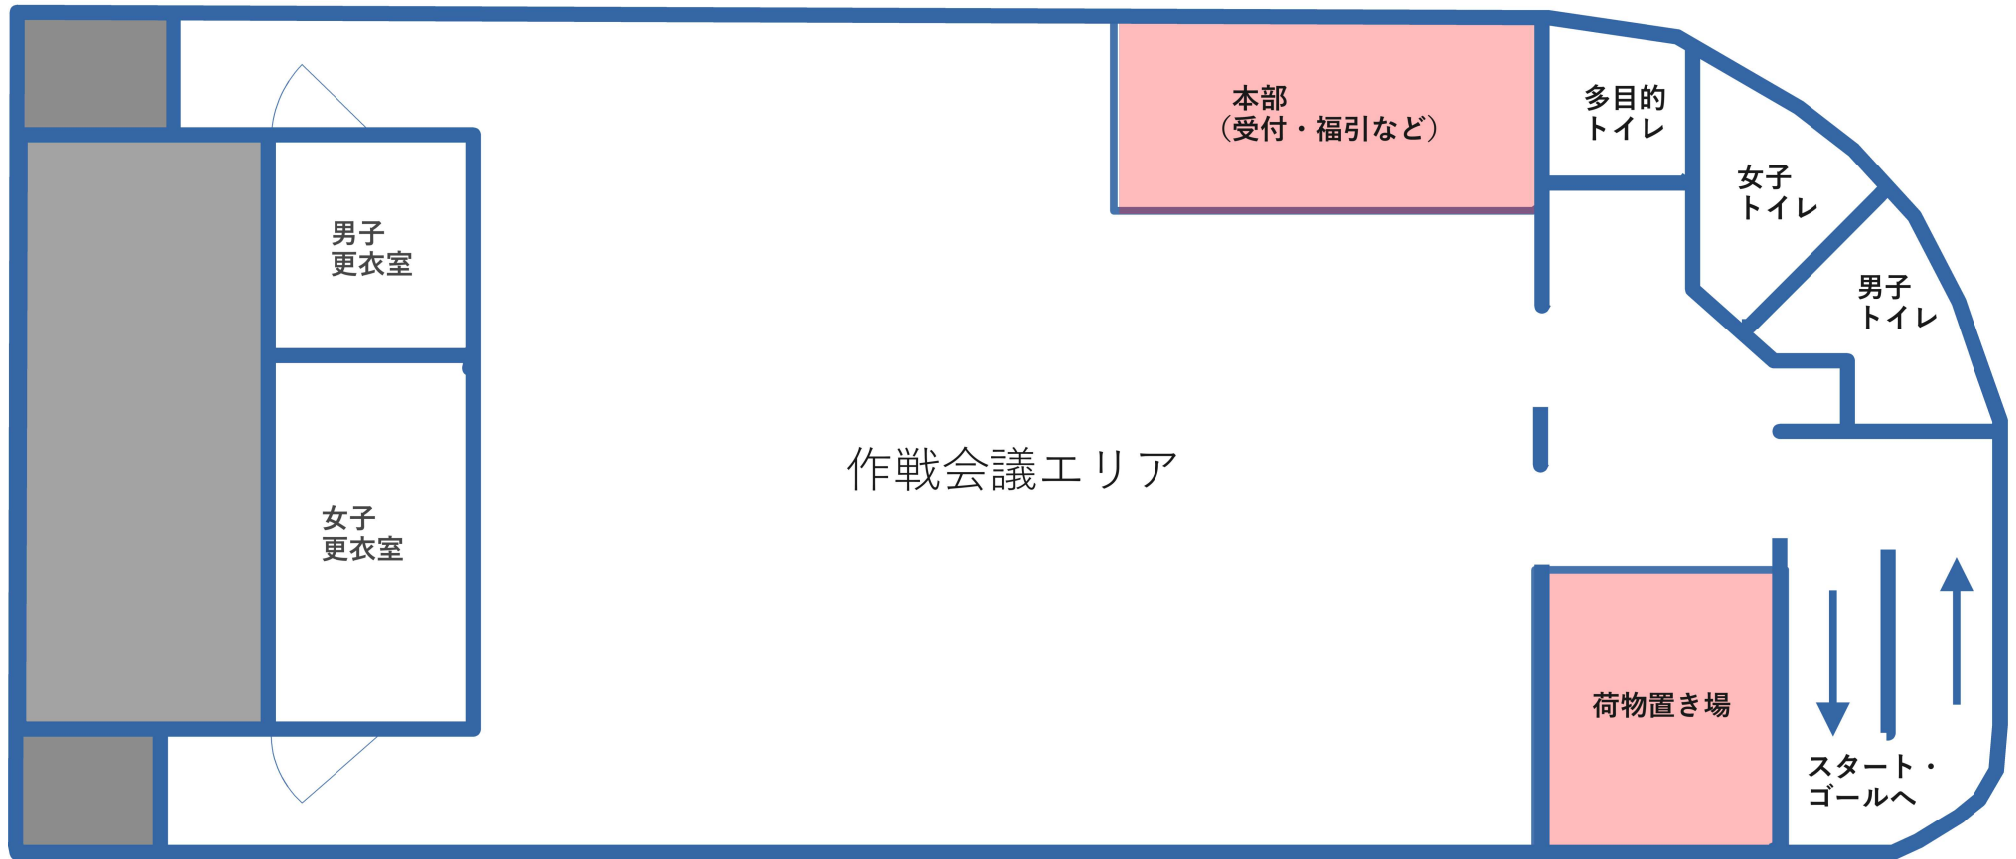 本部
（受付・福引など）
多目的
トイレ
女子
トイレ
男子
トイレ
男子
更衣室
作戦会議エリア
女子
更衣室
荷物置き場
スタート・
ゴールへ